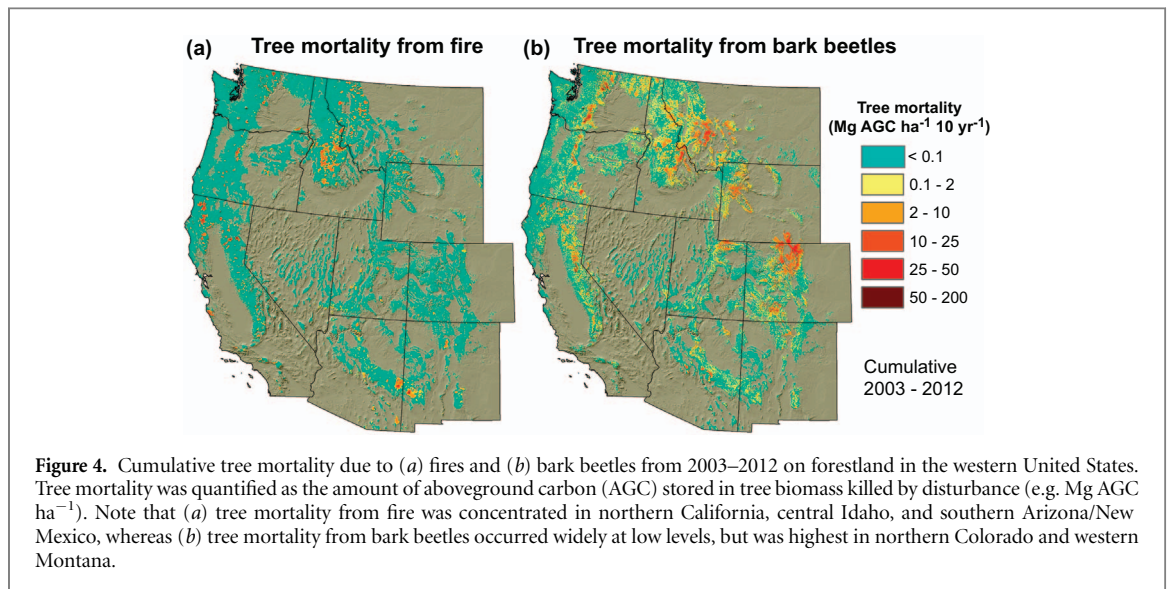 (a) Tree mortality from fire
(b) Tree mortality from bark beetles
Tree mortality
(Mg AGC ha⁻¹ 10 yr⁻¹)
< 0.1
0.1 - 2
2 - 10
10 - 25
25 - 50
50 - 200
Cumulative
2003 - 2012
Figure 4. Cumulative tree mortality due to (a) fires and (b) bark beetles from 2003–2012 on forestland in the western United States.
Tree mortality was quantified as the amount of aboveground carbon (AGC) stored in tree biomass killed by disturbance (e.g. Mg AGC
ha⁻¹). Note that (a) tree mortality from fire was concentrated in northern California, central Idaho, and southern Arizona/New
Mexico, whereas (b) tree mortality from bark beetles occurred widely at low levels, but was highest in northern Colorado and western
Montana.